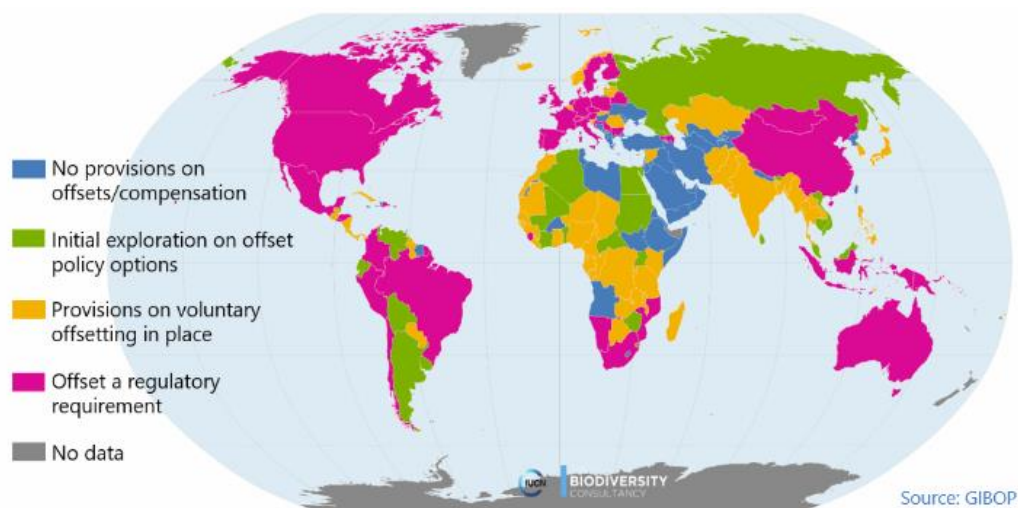 No provisions on
offsets/compensation
Initial exploration on offset
policy options
Provisions on voluntary
offsetting in place
Offset a regulatory
requirement
No data
IUCN
BIODIVERSITY
CONSULTANCY
Source: GIBOP